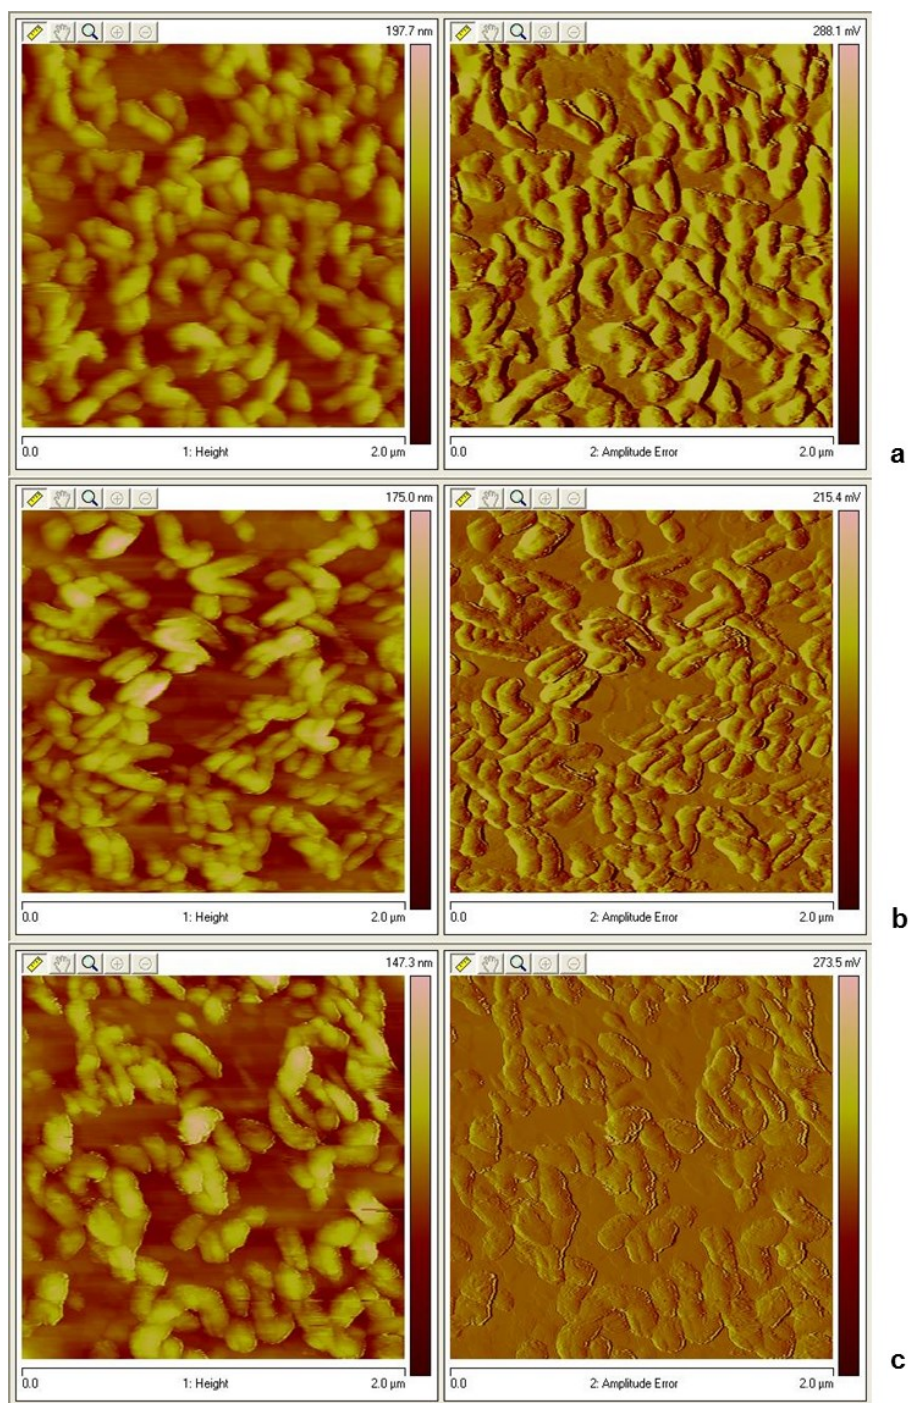 197.7 nm
288.1 mV
0.0 1: Height 2.0 µm
0.0 2: Amplitude Error 2.0 µm
a
175.0 nm
215.4 mV
0.0 1: Height 2.0 µm
0.0 2: Amplitude Error 2.0 µm
b
147.3 nm
273.5 mV
0.0 1: Height 2.0 µm
0.0 2: Amplitude Error 2.0 µm
c